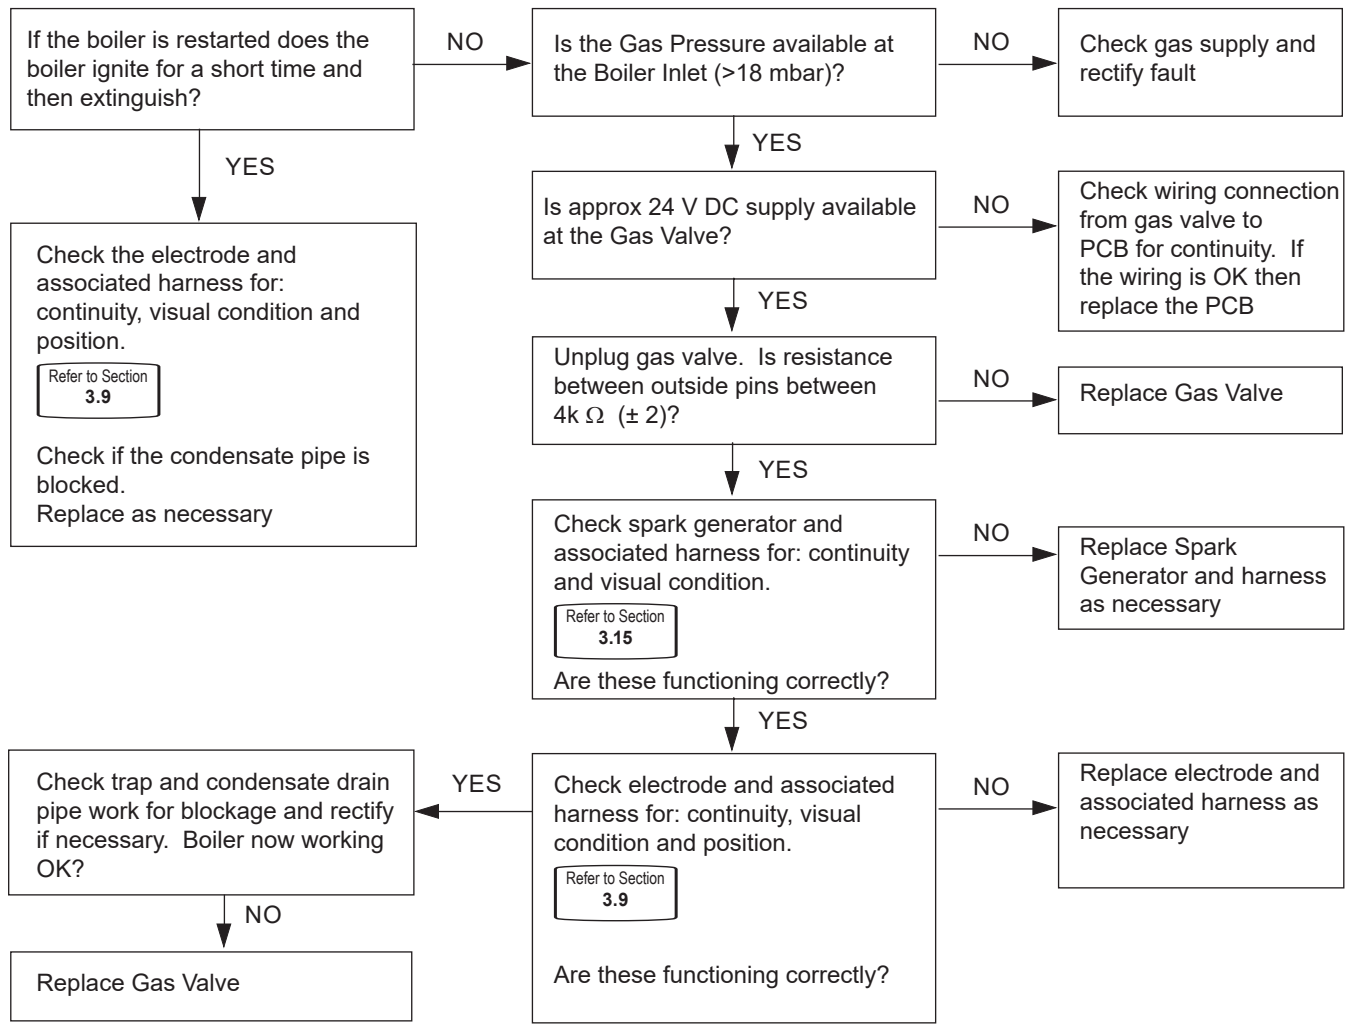 If the boiler is restarted does the
boiler ignite for a short time and
then extinguish?
NO
Is the Gas Pressure available at
the Boiler Inlet (>18 mbar)?
NO
Check gas supply and
rectify fault
YES
YES
Check the electrode and
associated harness for:
continuity, visual condition and
position.
Refer to Section
3.9
Check if the condensate pipe is
blocked.
Replace as necessary
Is approx 24 V DC supply available
at the Gas Valve?
NO
Check wiring connection
from gas valve to
PCB for continuity.  If
the wiring is OK then
replace the PCB
YES
Unplug gas valve.  Is resistance
between outside pins between
4k Ω  (± 2)?
NO
Replace Gas Valve
YES
Check spark generator and
associated harness for: continuity
and visual condition.
Refer to Section
3.15
Are these functioning correctly?
NO
Replace Spark
Generator and harness
as necessary
YES
Check electrode and associated
harness for: continuity, visual
condition and position.
Refer to Section
3.9
Are these functioning correctly?
NO
Replace electrode and
associated harness as
necessary
YES
Check trap and condensate drain
pipe work for blockage and rectify
if necessary.  Boiler now working
OK?
NO
Replace Gas Valve